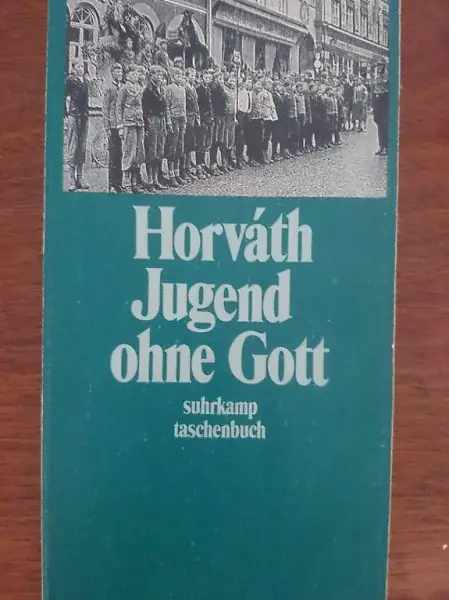 Horváth
Jugend
ohne Gott
suhrkamp
taschenbuch